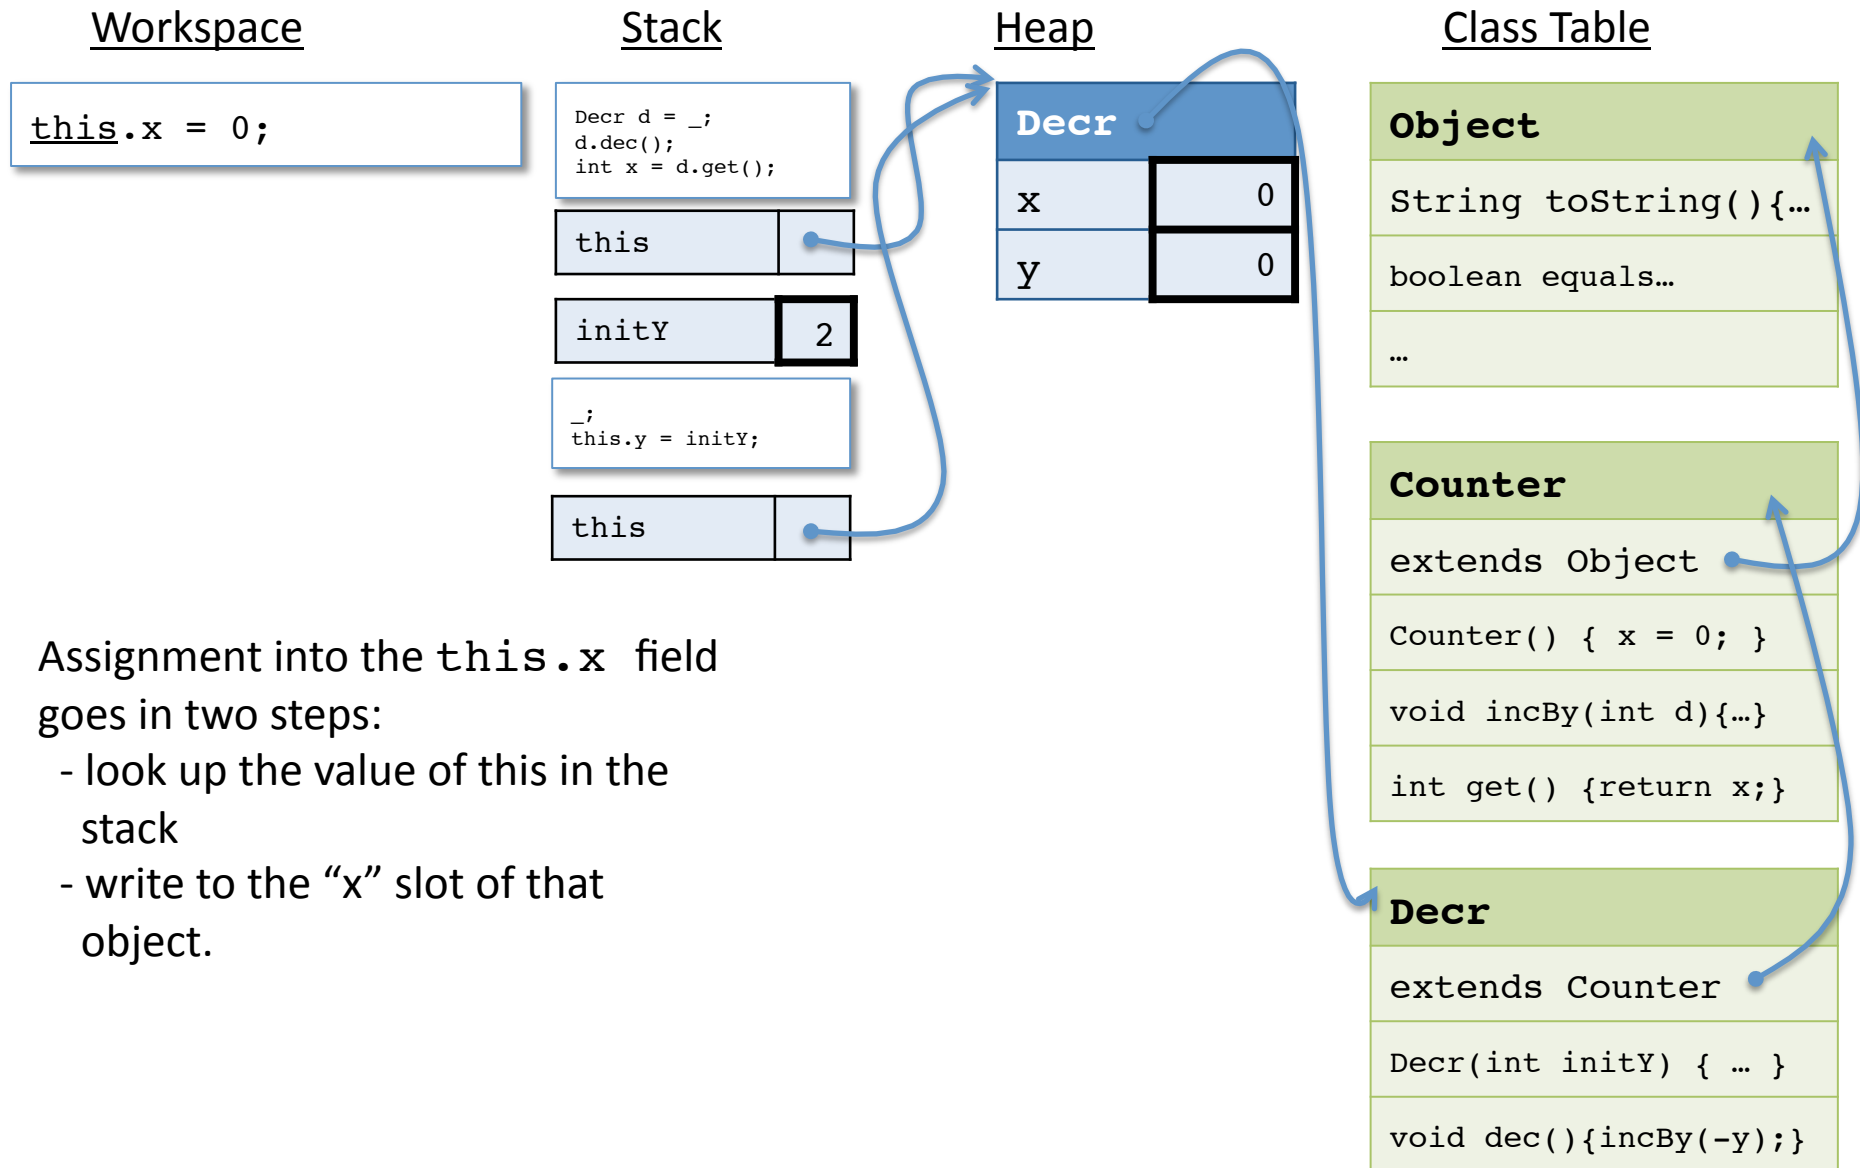 Workspace
Stack
Heap
Class Table
this.x = 0;
Decr d = _;
d.dec();
int x = d.get();
this
initY 2
_;
this.y = initY;
this
Decr
x 0
y 0
Object
String toString(){…
boolean equals…
…
Counter
extends Object
Counter() { x = 0; }
void incBy(int d){…}
int get() {return x;}
Decr
extends Counter
Decr(int initY) { … }
void dec(){incBy(-y);}
Assignment into the this.x field
goes in two steps:
- look up the value of this in the
stack
- write to the “x” slot of that
object.